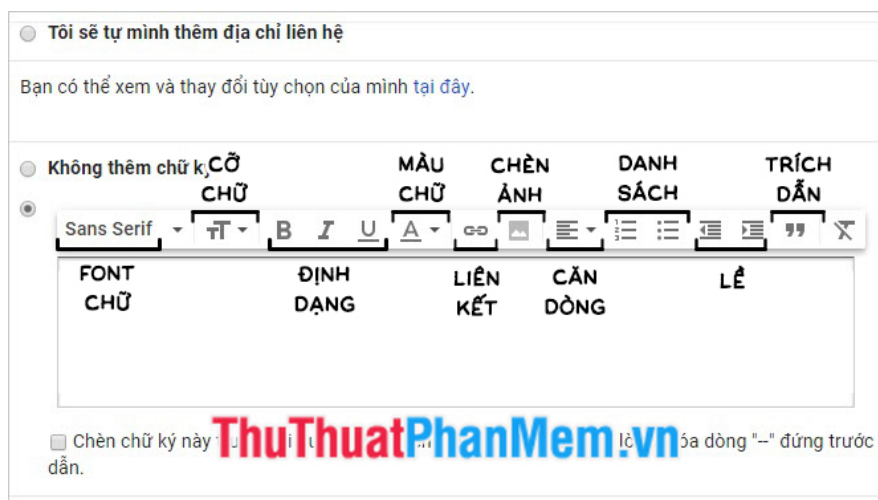 Tôi sẽ tự mình thêm địa chỉ liên hệ
Bạn có thể xem và thay đổi tùy chọn của mình tại đây.
Không thêm chữ k
CỠ
CHỮ
MÀU
CHỮ
CHÈN
ẢNH
DANH
SÁCH
TRÍCH
DẪN
Sans Serif
B I U A
FONT
CHỮ
ĐỊNH
DẠNG
LIÊN
KẾT
CĂN
DÒNG
LỀ
Chèn chữ ký này dòng "--" đứng trước
dẫn.
ThuThuatPhanMem.vn